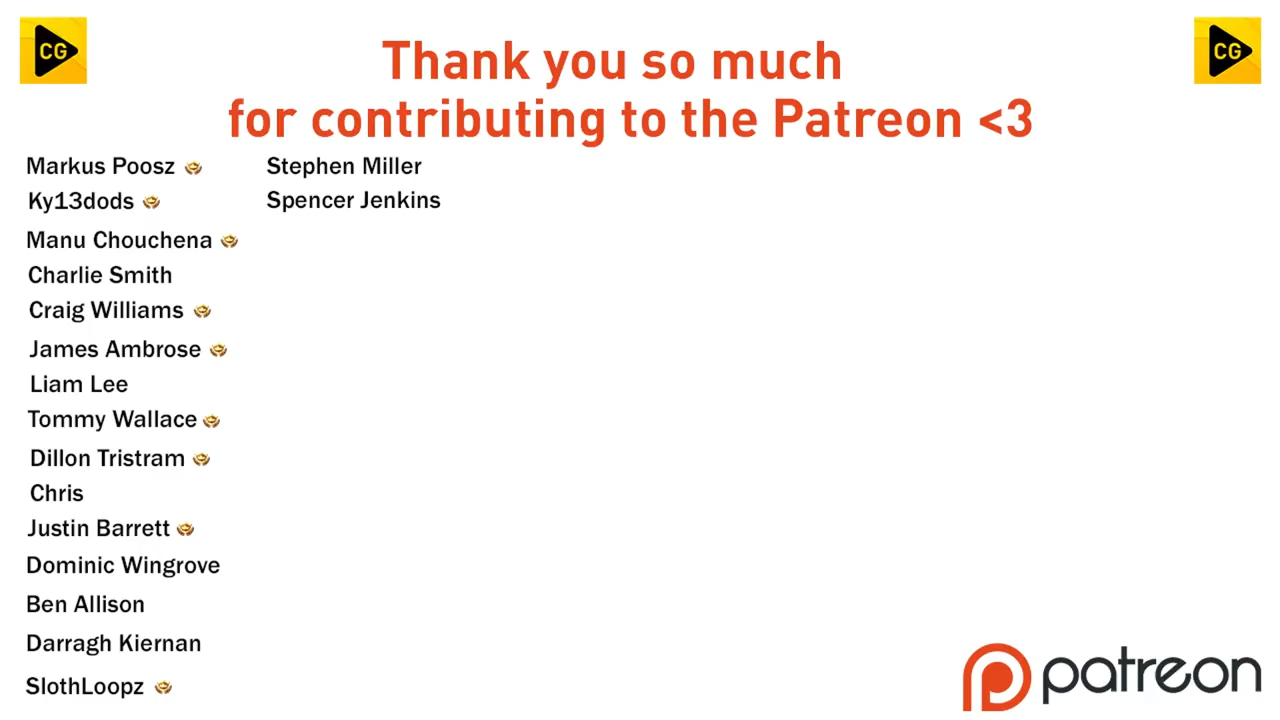 CG
CG
Thank you so much
for contributing to the Patreon <3
Markus Poosz
Ky13dods
Manu Chouchena
Charlie Smith
Craig Williams
James Ambrose
Liam Lee
Tommy Wallace
Dillon Tristram
Chris
Justin Barrett
Dominic Wingrove
Ben Allison
Darragh Kiernan
SlothLoopz
Stephen Miller
Spencer Jenkins
patreon